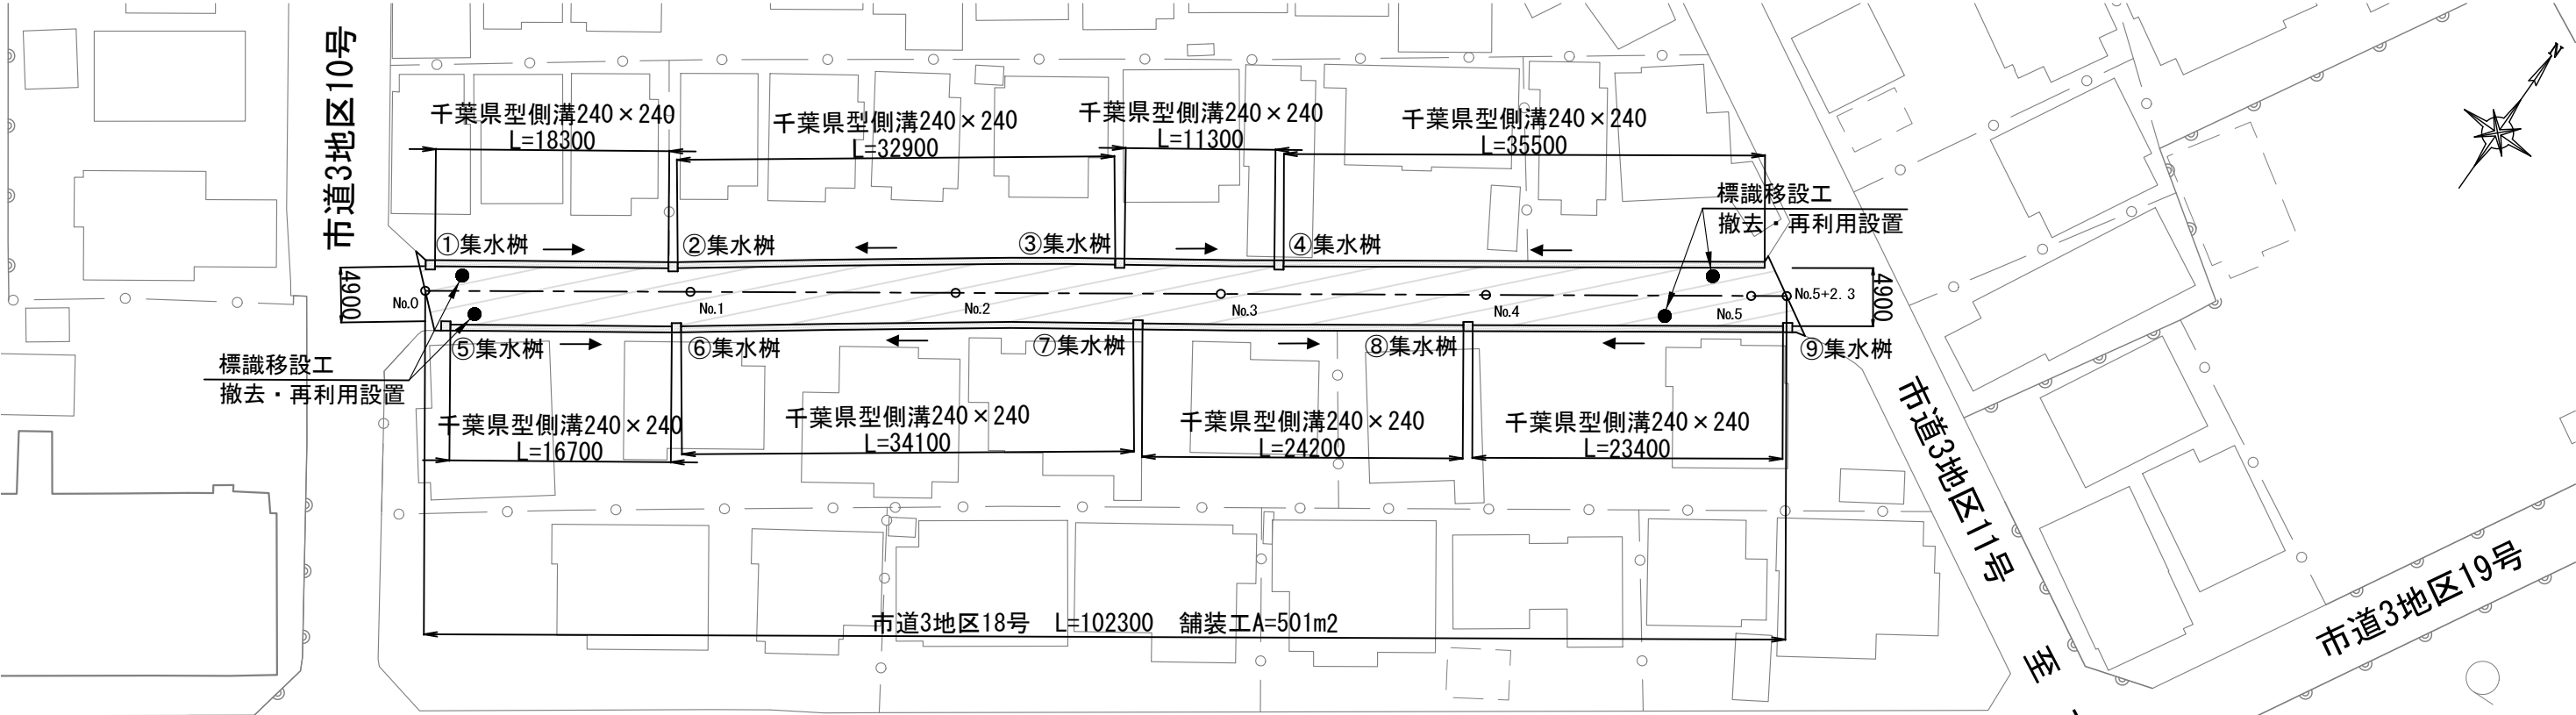 市道3地区10号
千葉県型側溝240×240
L=18300
千葉県型側溝240×240
L=32900
千葉県型側溝240×240
L=11300
千葉県型側溝240×240
L=35500
N
標識移設工
撤去・再利用設置
①集水桝
②集水桝
③集水桝
④集水桝
4900
No.0
No.1
No.2
No.3
No.4
No.5
No.5+2.3
4900
⑤集水桝
⑥集水桝
⑦集水桝
⑧集水桝
⑨集水桝
標識移設工
撤去・再利用設置
千葉県型側溝240×240
L=16700
千葉県型側溝240×240
L=34100
千葉県型側溝240×240
L=24200
千葉県型側溝240×240
L=23400
市道3地区11号
市道3地区18号 L=102300 舗装工A=501m2
市道3地区19号
至